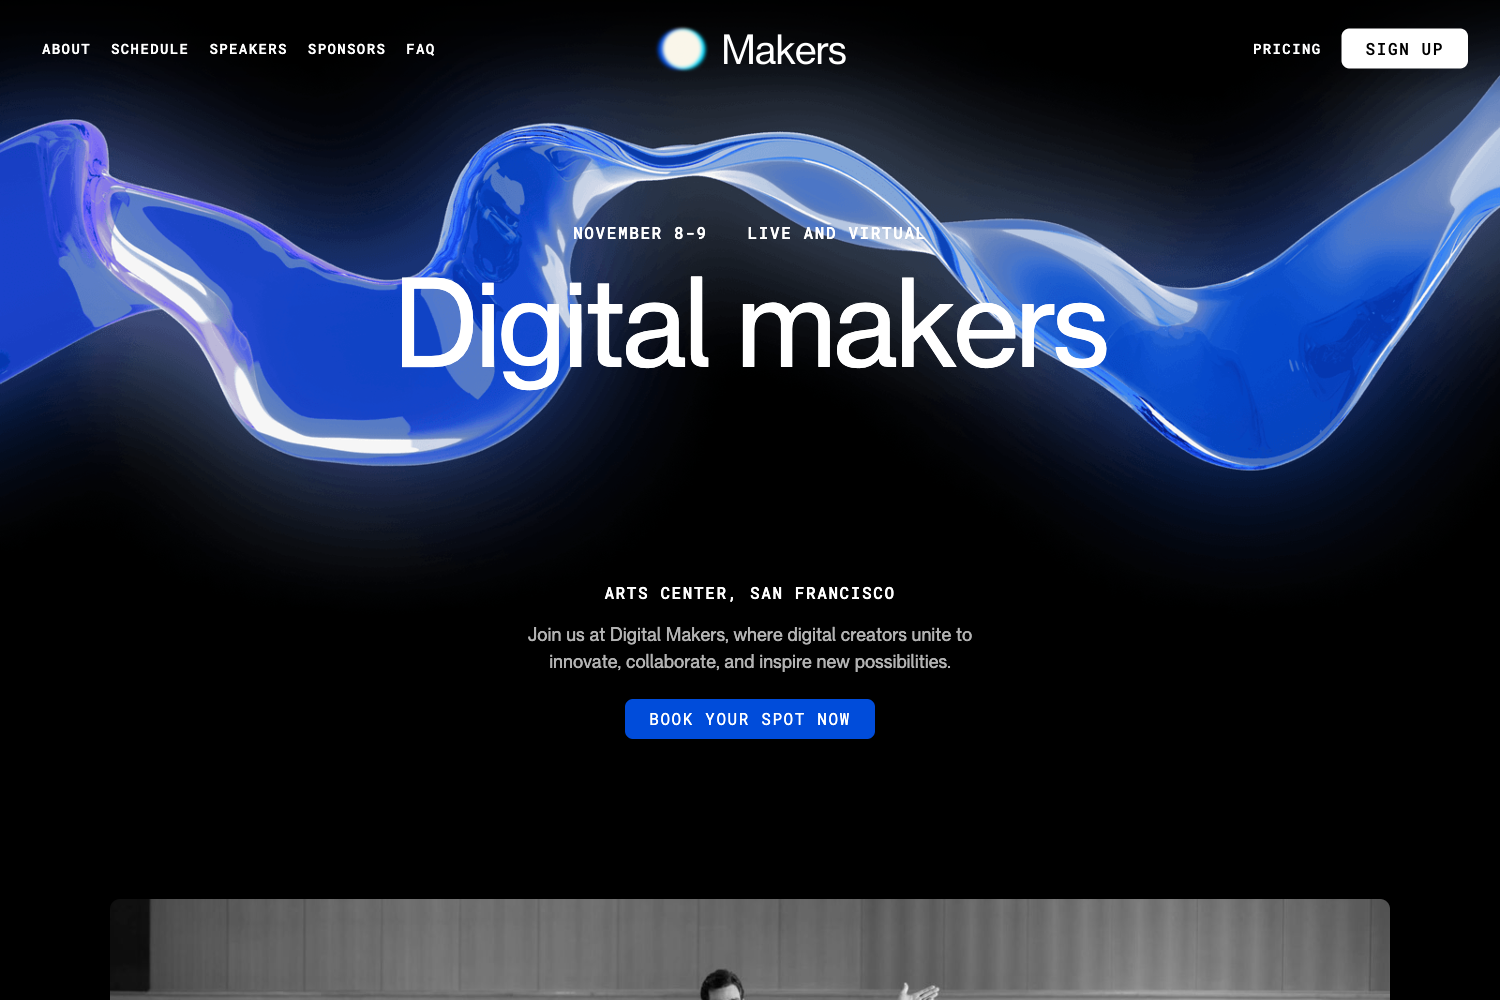 ABOUT SCHEDULE SPEAKERS SPONSORS FAQ
Makers
PRICING SIGN UP
NOVEMBER 8-9 LIVE AND VIRTUAL
Digital makers
ARTS CENTER, SAN FRANCISCO
Join us at Digital Makers, where digital creators unite to
innovate, collaborate, and inspire new possibilities.
BOOK YOUR SPOT NOW